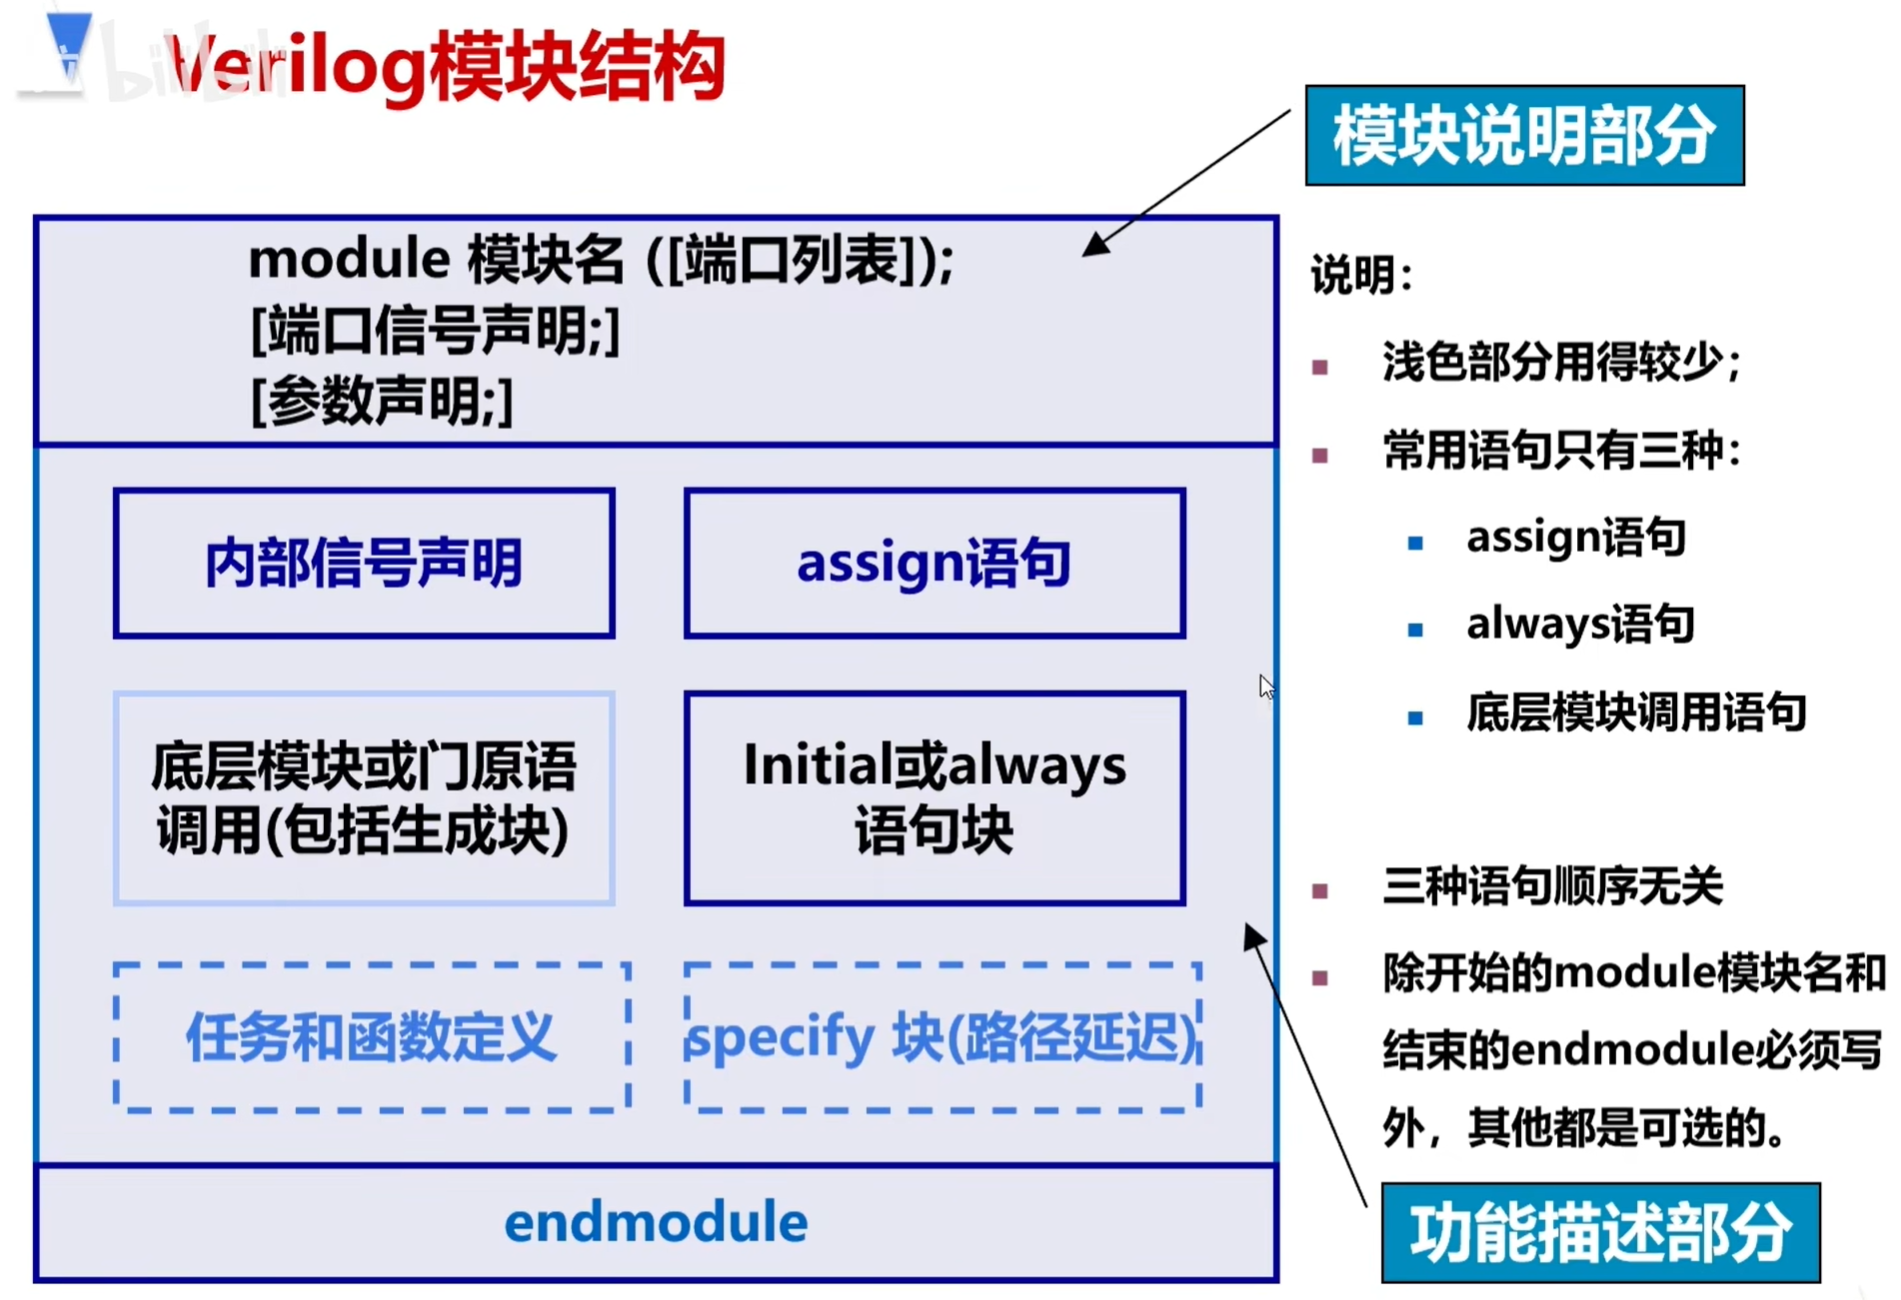 bilibili
Verilog模块结构
模块说明部分
module 模块名 ([端口列表]);
[端口信号声明;]
[参数声明;]
内部信号声明
assign语句
底层模块或门原语
调用(包括生成块)
Initial或always
语句块
任务和函数定义
specify 块(路径延迟)
endmodule
说明：
浅色部分用得较少；
常用语句只有三种：
assign语句
always语句
底层模块调用语句
三种语句顺序无关
除开始的module模块名和
结束的endmodule必须写
外，其他都是可选的。
功能描述部分